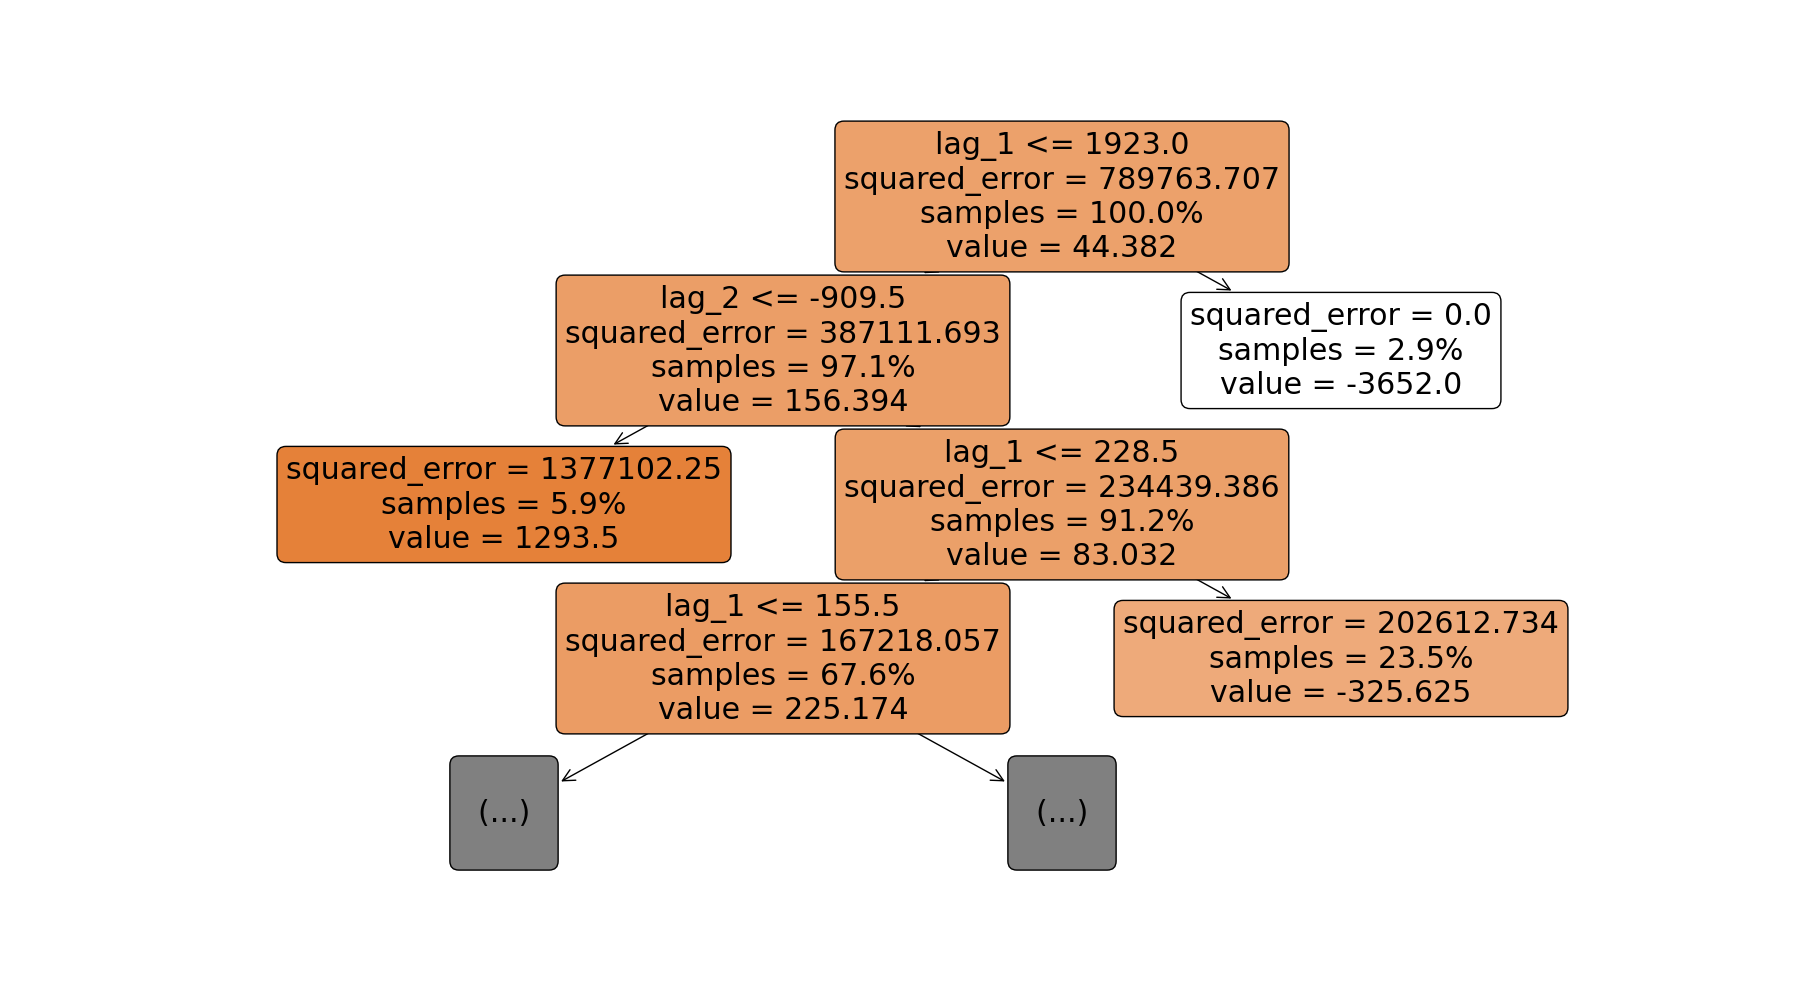 lag_1 <= 1923.0
squared_error = 789763.707
samples = 100.0%
value = 44.382
lag_2 <= -909.5
squared_error = 387111.693
samples = 97.1%
value = 156.394
squared_error = 0.0
samples = 2.9%
value = -3652.0
squared_error = 1377102.25
samples = 5.9%
value = 1293.5
lag_1 <= 228.5
squared_error = 234439.386
samples = 91.2%
value = 83.032
lag_1 <= 155.5
squared_error = 167218.057
samples = 67.6%
value = 225.174
squared_error = 202612.734
samples = 23.5%
value = -325.625
(...)
(...)